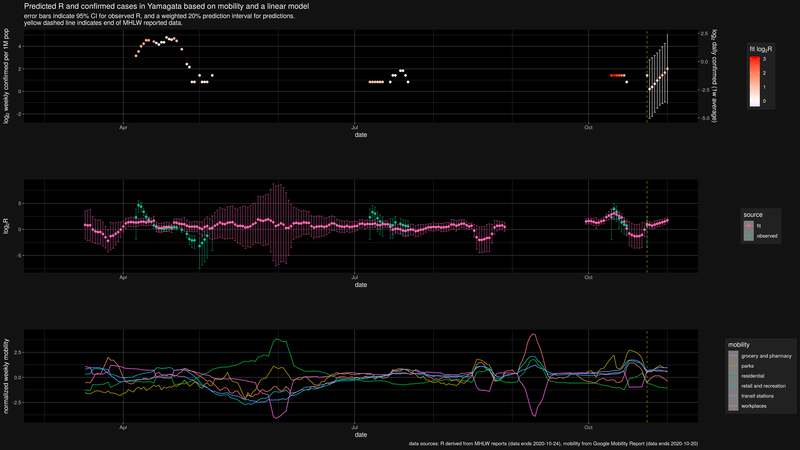 Predicted R and confirmed cases in Yamagata based on mobility and a linear model
error bars indicate 95% CI for observed R, and a weighted 20% prediction interval for predictions.
yellow dashed line indicates end of MHLW reported data.
log₂ weekly confirmed per 1M pop
4
2
0
-2
2.5
0.0
-2.5
-5.0
log₂ daily confirmed (1w average)
Apr
Jul
Oct
date
fit log₂R
3
2
1
0
log₂R
5
0
-5
Apr
Jul
Oct
date
source
fit
observed
normalised weekly mobility
2.5
0.0
-2.5
Jul
Oct
date
mobility
grocery and pharmacy
parks
residential
retail and recreation
transit stations
workplaces
data sources: R derived from MHLW reports (data ends 2020-10-24), mobility from Google Mobility Report (data ends 2020-10-20)